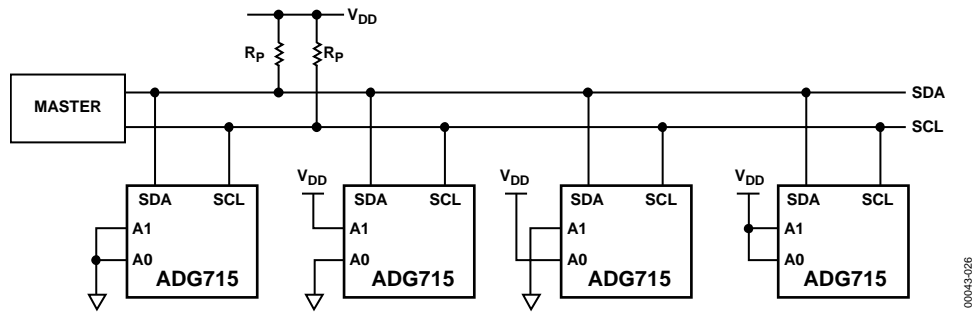 VDD
RP RP
MASTER
SDA
SCL
VDD VDD VDD
SDA SCL SDA SCL SDA SCL SDA SCL
A1 A1 A1 A1
A0 A0 A0 A0
ADG715 ADG715 ADG715 ADG715
00043-026